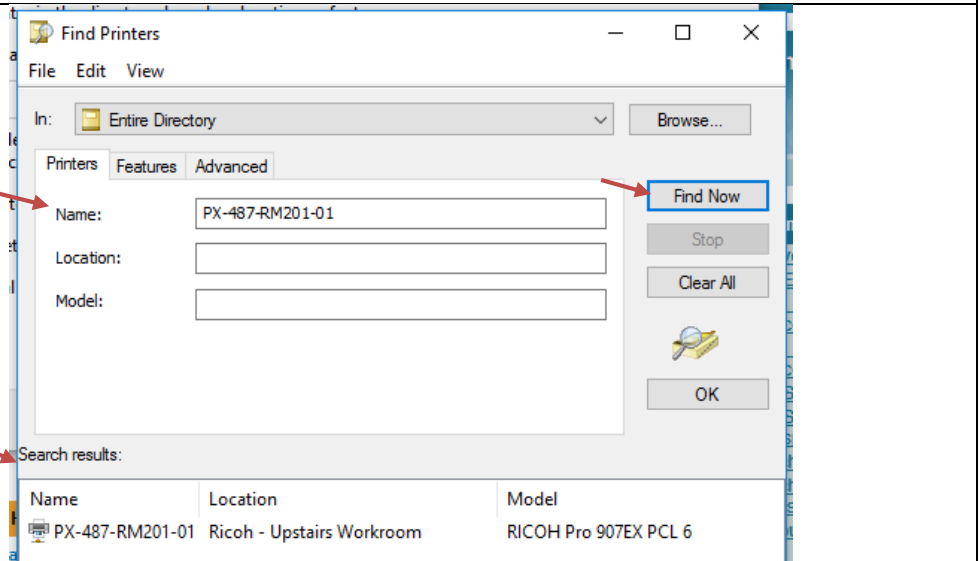 Find Printers
File Edit View
In: Entire Directory Browse...
Printers Features Advanced
Name: PX-487-RM201-01 Find Now
Location: Stop
Model: Clear All
OK
Search results:
Name Location Model
PX-487-RM201-01 Ricoh - Upstairs Workroom RICOH Pro 907EX PCL 6